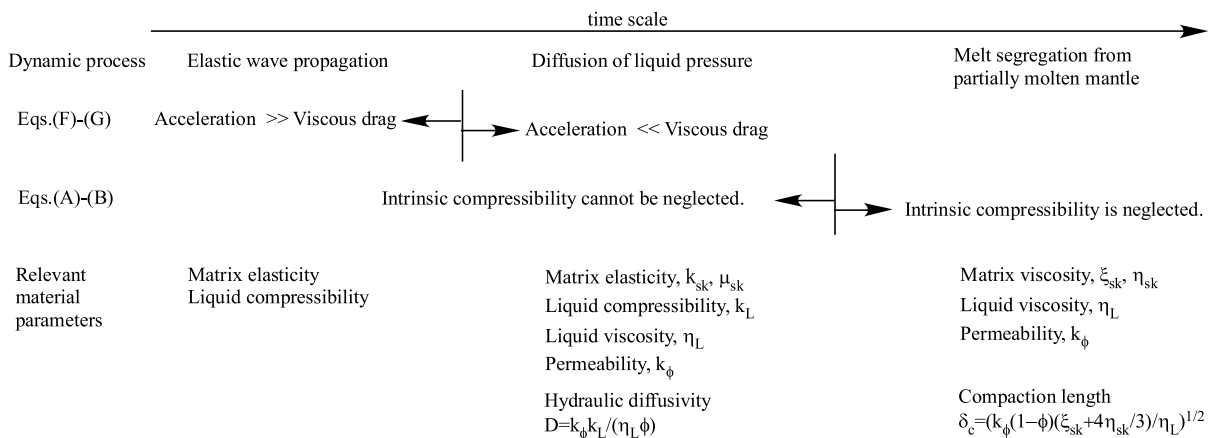 time scale
Dynamic process
Elastic wave propagation
Diffusion of liquid pressure
Melt segregation from
partially molten mantle
Eqs.(F)-(G)
Acceleration >> Viscous drag
Acceleration << Viscous drag
Eqs.(A)-(B)
Intrinsic compressibility cannot be neglected.
Intrinsic compressibility is neglected.
Relevant
material
parameters
Matrix elasticity
Liquid compressibility
Matrix elasticity, k_sk, μ_sk
Liquid compressibility, k_L
Liquid viscosity, η_L
Permeability, k_ϕ
Hydraulic diffusivity
D=k_ϕk_L/(η_Lϕ)
Matrix viscosity, ξ_sk, η_sk
Liquid viscosity, η_L
Permeability, k_ϕ
Compaction length
δ_c=(k_ϕ(1−ϕ)(ξ_sk+4η_sk/3)/η_L)^1/2